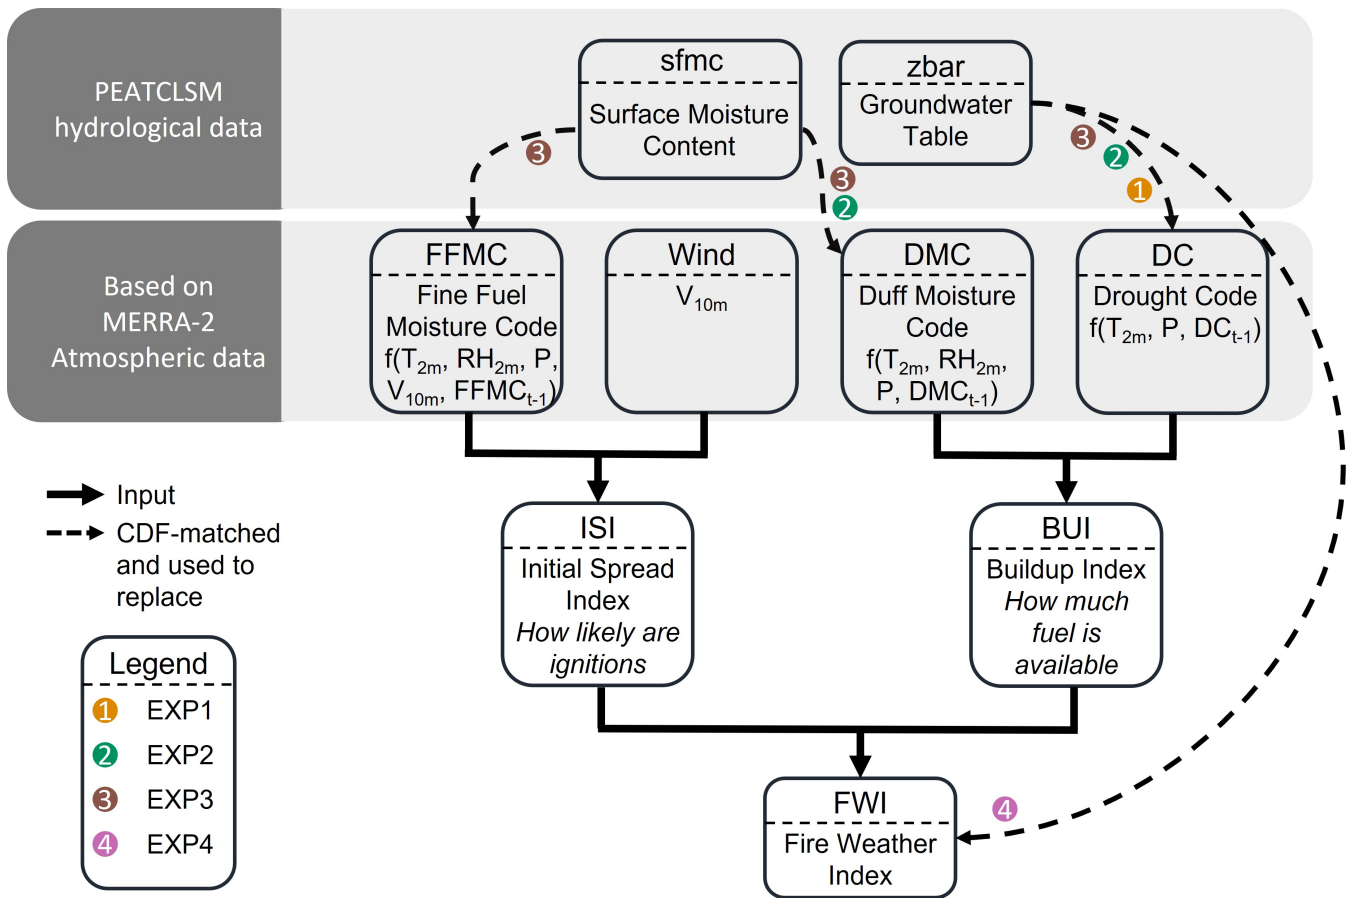 PEATCLSM
hydrological data
sfmc
Surface Moisture
Content
zbar
Groundwater
Table
3
3
2
3
2
1
Based on
MERRA-2
Atmospheric data
FFMC
Fine Fuel
Moisture Code
f(T2m, RH2m, P,
V10m, FFMCt-1)
Wind
V10m
DMC
Duff Moisture
Code
f(T2m, RH2m,
P, DMCt-1)
DC
Drought Code
f(T2m, P, DCt-1)
Input
CDF-matched
and used to
replace
ISI
Initial Spread
Index
How likely are
ignitions
BUI
Buildup Index
How much
fuel is
available
Legend
1 EXP1
2 EXP2
3 EXP3
4 EXP4
FWI
Fire Weather
Index
4